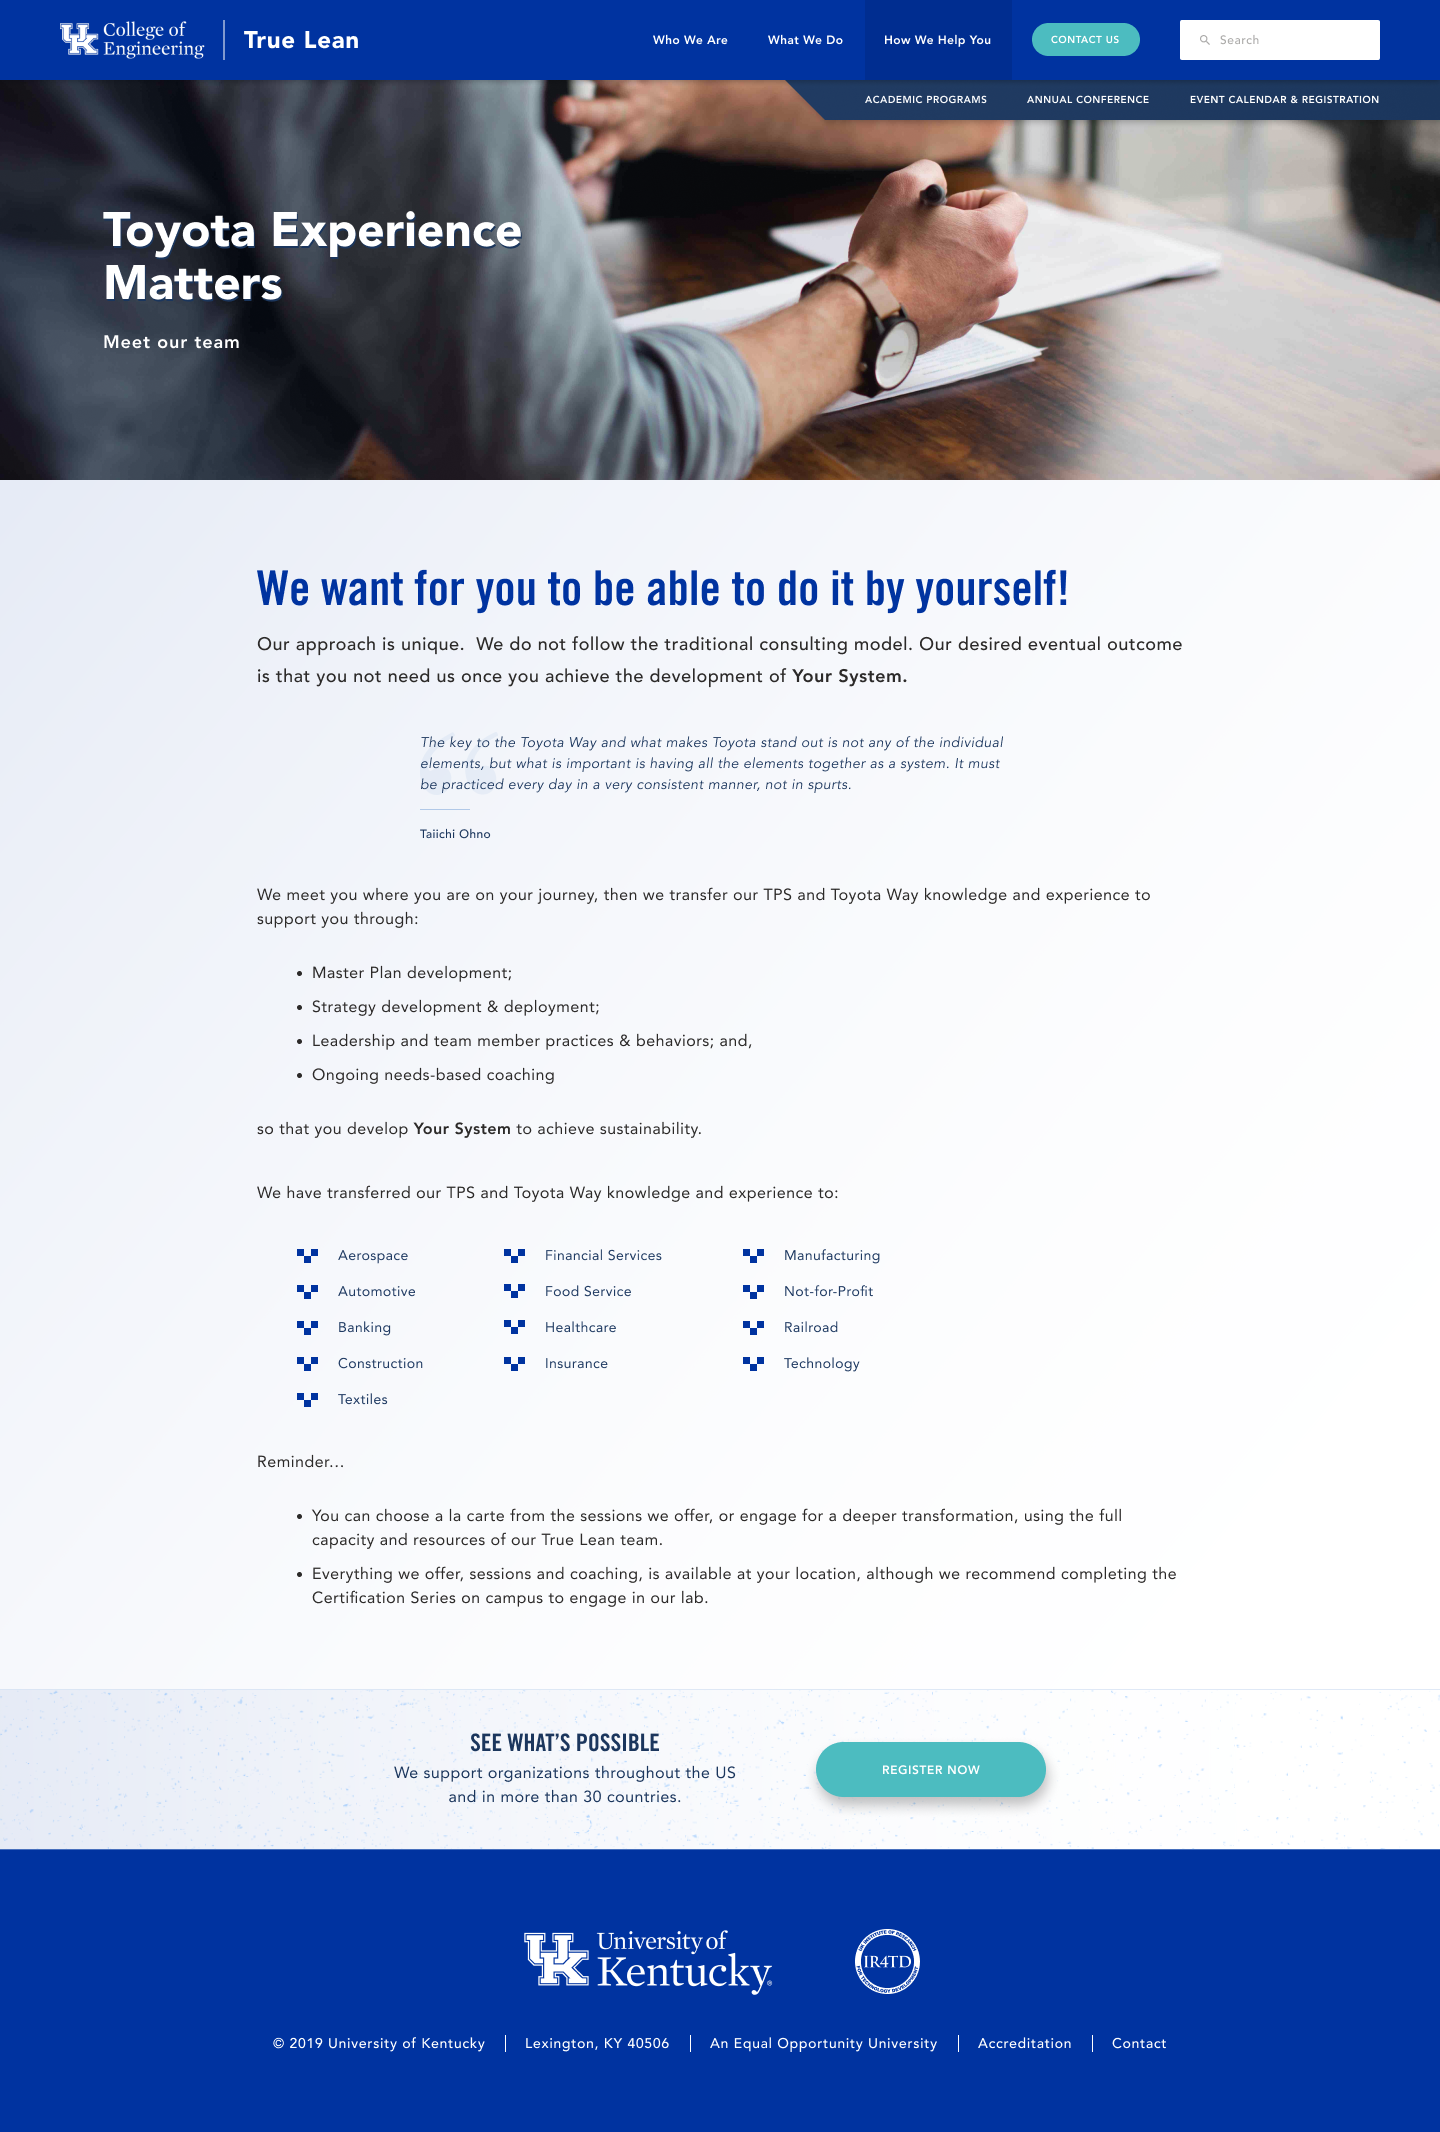 College of
Engineering
True Lean
Who We Are
What We Do
How We Help You
CONTACT US
Search
ACADEMIC PROGRAMS
ANNUAL CONFERENCE
EVENT CALENDAR & REGISTRATION
Toyota Experience
Matters
Meet our team
We want for you to be able to do it by yourself!
Our approach is unique.  We do not follow the traditional consulting model. Our desired eventual outcome
is that you not need us once you achieve the development of Your System.
The key to the Toyota Way and what makes Toyota stand out is not any of the individual
elements, but what is important is having all the elements together as a system. It must
be practiced every day in a very consistent manner, not in spurts.
Taiichi Ohno
We meet you where you are on your journey, then we transfer our TPS and Toyota Way knowledge and experience to
support you through:
• Master Plan development;
• Strategy development & deployment;
• Leadership and team member practices & behaviors; and,
• Ongoing needs-based coaching
so that you develop Your System to achieve sustainability.
We have transferred our TPS and Toyota Way knowledge and experience to:
Aerospace
Automotive
Banking
Construction
Textiles
Financial Services
Food Service
Healthcare
Insurance
Manufacturing
Not-for-Profit
Railroad
Technology
Reminder...
• You can choose a la carte from the sessions we offer, or engage for a deeper transformation, using the full
capacity and resources of our True Lean team.
• Everything we offer, sessions and coaching, is available at your location, although we recommend completing the
Certification Series on campus to engage in our lab.
SEE WHAT'S POSSIBLE
We support organizations throughout the US
and in more than 30 countries.
REGISTER NOW
UK University of
Kentucky®
UK INSTITUTE OF RESEARCH
IR4TD
FOR TECHNOLOGY DEVELOPMENT
© 2019 University of Kentucky
Lexington, KY 40506
An Equal Opportunity University
Accreditation
Contact